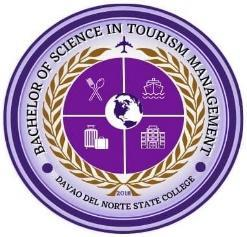 BACHELOR OF SCIENCE IN TOURISM MANAGEMENT
2018
DAVAO DEL NORTE STATE COLLEGE